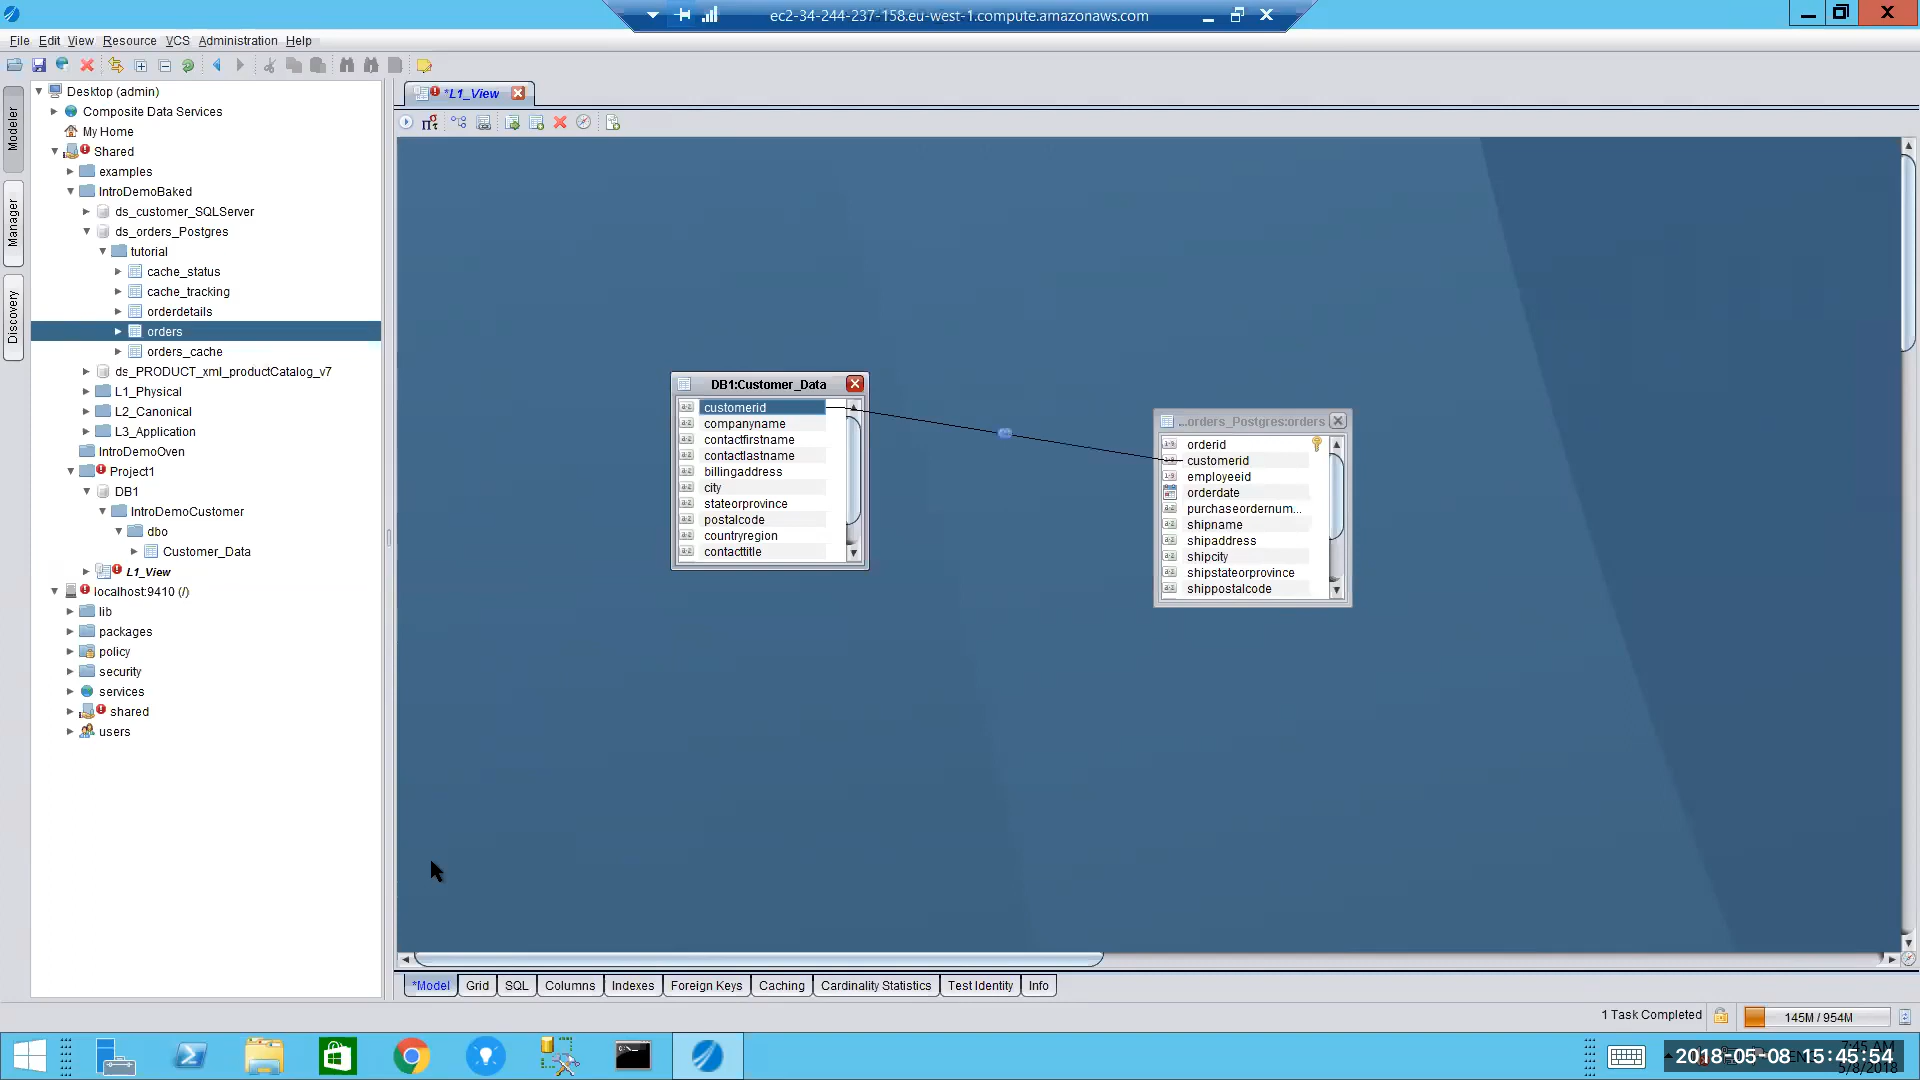 ec2-34-244-237-158.eu-west-1.compute.amazonaws.com
File Edit View Resource VCS Administration Help
Modeler
Manager
Discovery
Desktop (admin)
Composite Data Services
My Home
Shared
examples
IntroDemoBaked
ds_customer_SQLServer
ds_orders_Postgres
tutorial
cache_status
cache_tracking
orderdetails
orders
orders_cache
ds_PRODUCT_xml_productCatalog_v7
L1_Physical
L2_Canonical
L3_Application
IntroDemoOven
Project1
DB1
IntroDemoCustomer
dbo
Customer_Data
L1_View
localhost:9410 (/)
lib
packages
policy
security
services
shared
users
*L1_View
DB1:Customer_Data
customerid
companyname
contactfirstname
contactlastname
billingaddress
city
stateorprovince
postalcode
countryregion
contacttitle
...orders_Postgres:orders
orderid
customerid
employeeid
orderdate
purchaseordernum...
shipname
shipaddress
shipcity
shipstateorprovince
shippostalcode
*Model Grid SQL Columns Indexes Foreign Keys Caching Cardinality Statistics Test Identity Info
1 Task Completed
145M / 954M
2018-05-08 15:45:54
5/8/2018